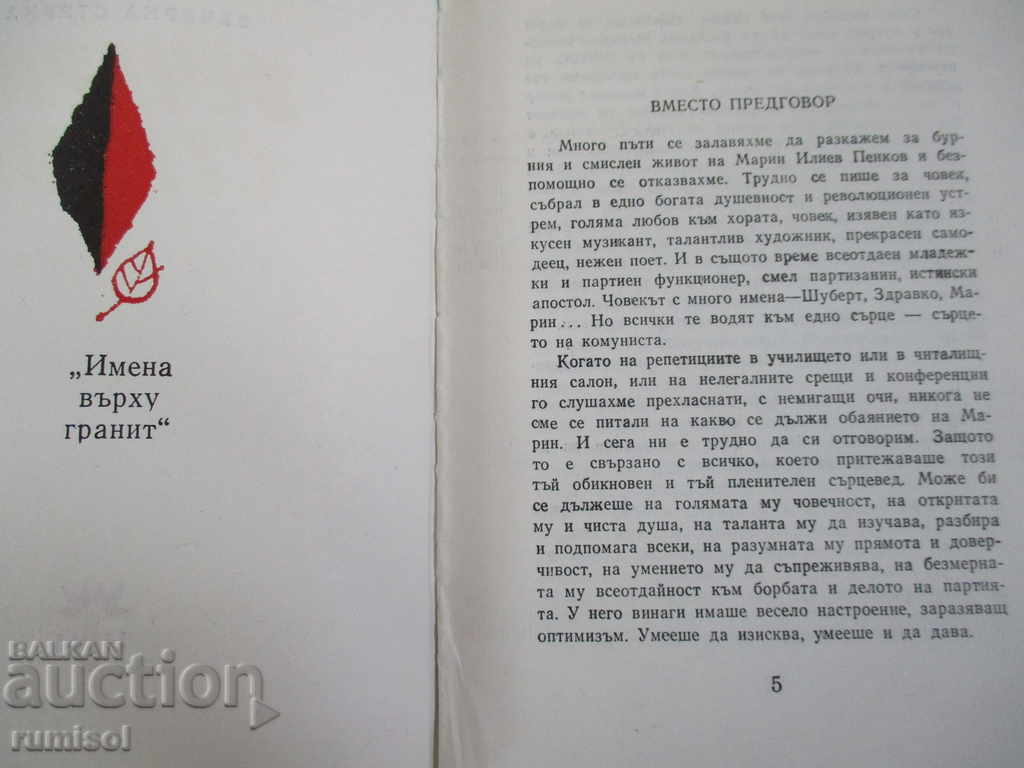 „Имена
върху
гранит“
ВМЕСТО ПРЕДГОВОР
Много пъти се залавяхме да разкажем за бур-
ния и смислен живот на Марин Илиев Пенков и без-
помощно се отказвахме. Трудно се пише за човек,
събрал в едно богата душевност и революционен уст-
рем, голяма любов към хората, човек, изявен като из-
кусен музикант, талантлив художник, прекрасен само-
деец, нежен поет. И в същото време всеотдаен младеж-
ки и партиен функционер, смел партизанин, истински
апостол. Човекът с много имена—Шуберт, Здравко, Ма-
рин... Но всички те водят към едно сърце — сърце-
то на комуниста.
Когато на репетициите в училището или в читалищ-
ния салон, или на нелегалните срещи и конференции
го слушахме прехласнати, с немигащи очи, никога не
сме се питали на какво се дължи обаянието на Ма-
рин. И сега ни е трудно да си отговорим. Защото
то е свързано с всичко, което притежаваше този
тъй обикновен и тъй пленителен сърцевед. Може би
се дължеше на голямата му човечност, на откритата
му и чиста душа, на таланта му да изучава, разбира
и подпомага всеки, на разумната му прямота и довер-
чивост, на умението му да съпреживява, на безмерна-
та му всеотдайност към борбата и делото на партия-
та. У него винаги имаше весело настроение, заразяващ
оптимизъм. Умееше да изисква, умееше и да дава.
5
BALKAN
auction
rumisol